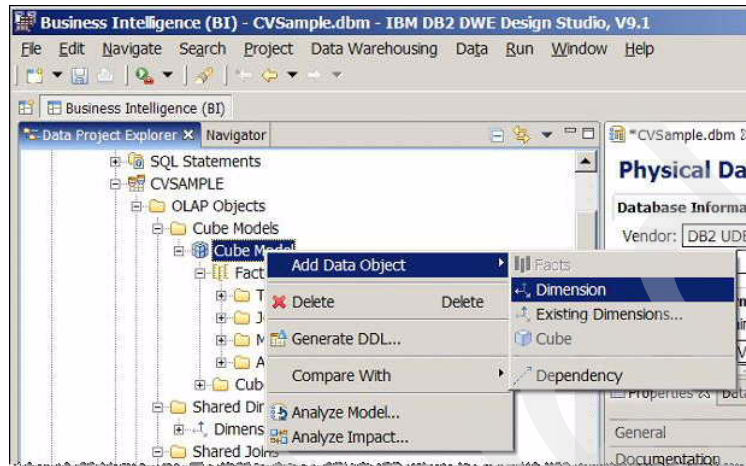 Business Intelligence (BI) - CVSample.dbm - IBM DB2 DWE Design Studio, V9.1
File Edit Navigate Search Project Data Warehousing Data Run Window Help
Business Intelligence (BI)
Data Project Explorer Navigator
*CVSample.dbm
SQL Statements
CVSAMPLE
OLAP Objects
Cube Models
Cube Model
Fact
T
J
M
A
Cub
Shared Dir
Dimens
Shared Joins
Add Data Object
Delete Delete
Generate DDL...
Compare With
Analyze Model...
Analyze Impact...
Facts
Dimension
Existing Dimensions...
Cube
Dependency
Physical Da
Database Informa
Vendor: DB2 UDB
Properties Data
General
Documentation